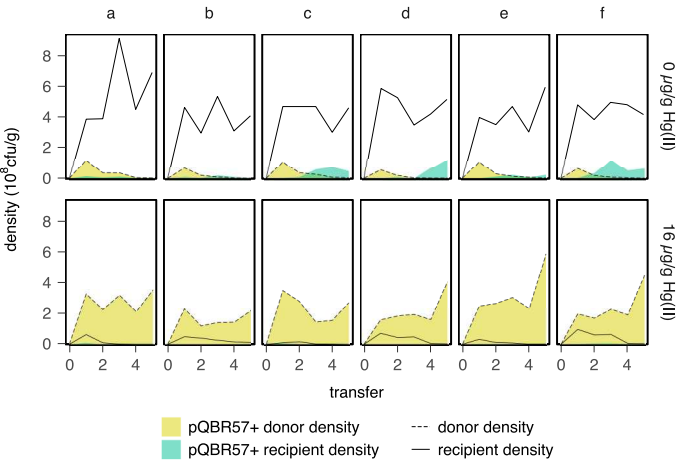 a b c d e f
8
6
4
2
0
0 µg/g Hg(II)
density (10⁸cfu/g)
8
6
4
2
0
16 µg/g Hg(II)
0 2 4 0 2 4 0 2 4 0 2 4 0 2 4 0 2 4
transfer
pQBR57+ donor density --- donor density
pQBR57+ recipient density — recipient density